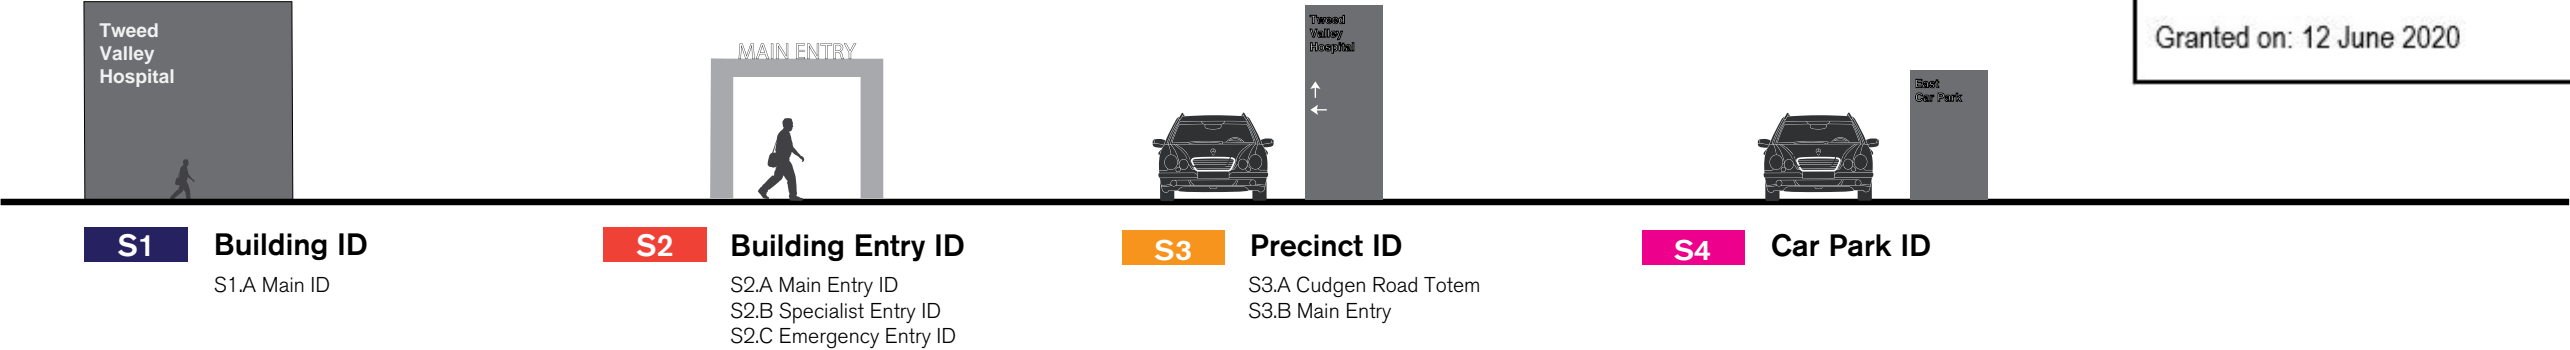 Tweed
Valley
Hospital
MAIN ENTRY
Tweed
Valley
Hospital
East
Car Park
Granted on: 12 June 2020
S1 Building ID
S1.A Main ID
S2 Building Entry ID
S2.A Main Entry ID
S2.B Specialist Entry ID
S2.C Emergency Entry ID
S3 Precinct ID
S3.A Cudgen Road Totem
S3.B Main Entry
S4 Car Park ID